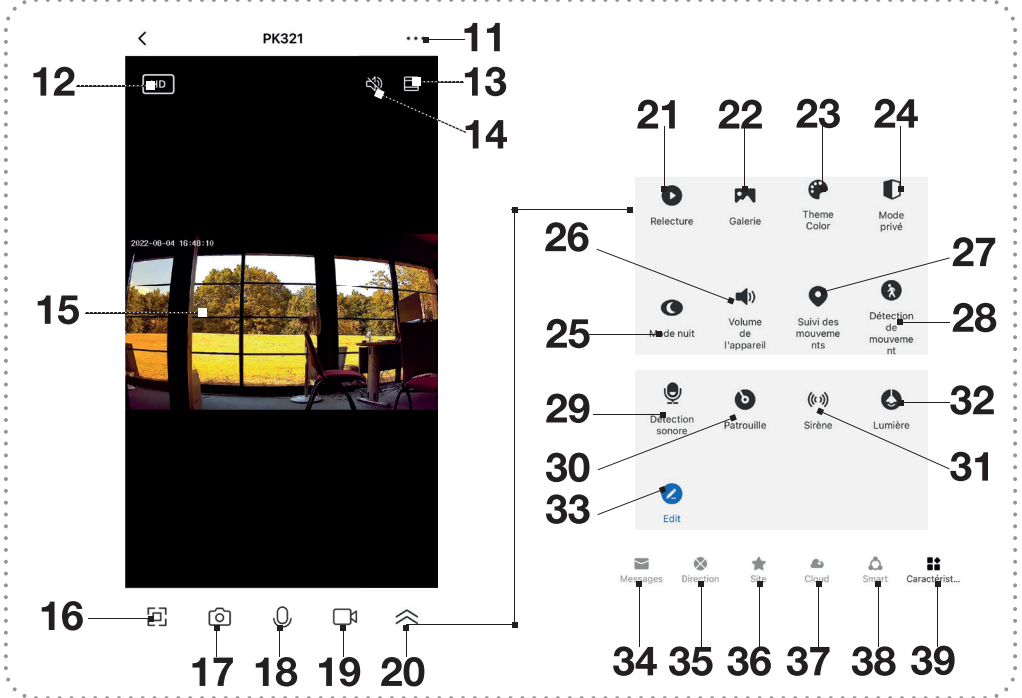 PK321
11
12
HD
13
14
2022-08-04 16:48:10
15
16
17
18
19
20
21
22
23
24
Relecture
Galerie
Theme
Color
Mode
privé
26
27
25
Mode nuit
Volume
de
l'appareil
Suivi des
mouveme
nts
Détection
de
mouveme
nt
28
29
Détection
sonore
Patrouille
Sirène
Lumière
32
30
31
33
Edit
Messages
Direction
Site
Cloud
Smart
Caractérist...
34
35
36
37
38
39